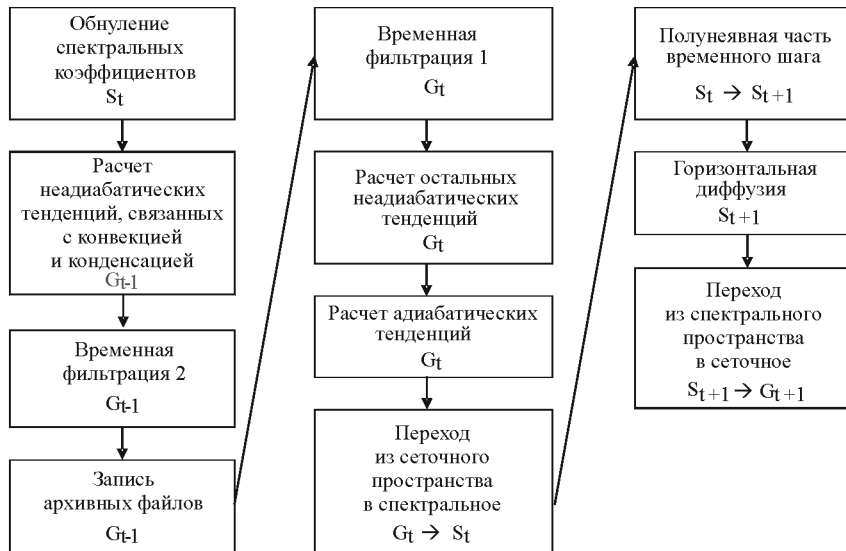 Обнуление
спектральных
коэффициентов
St
Расчет
неадиабатических
тенденций, связанных
с конвекцией
и конденсацией
Gt-1
Временная
фильтрация 2
Gt-1
Запись
архивных файлов
Gt-1
Временная
фильтрация 1
Gt
Расчет остальных
неадиабатических
тенденций
Gt
Расчет адиабатических
тенденций
Gt
Переход
из сеточного
пространства
в спектральное
Gt → St
Полунеявная часть
временного шага
St → St+1
Горизонтальная
диффузия
St+1
Переход
из спектрального
пространства
в сеточное
St+1 → Gt+1